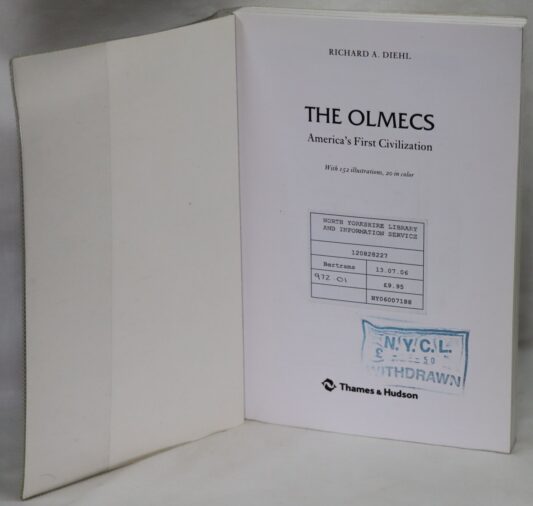 RICHARD A. DIEHL
THE OLMECS
America's First Civilization
With 152 illustrations, 20 in color
NORTH YORKSHIRE LIBRARY
AND INFORMATION SERVICE
120828227
Bertrams 13.07.06
972.01 £9.95
NY06007188
N.Y.C.L.
£ 50
WITHDRAWN
Thames & Hudson